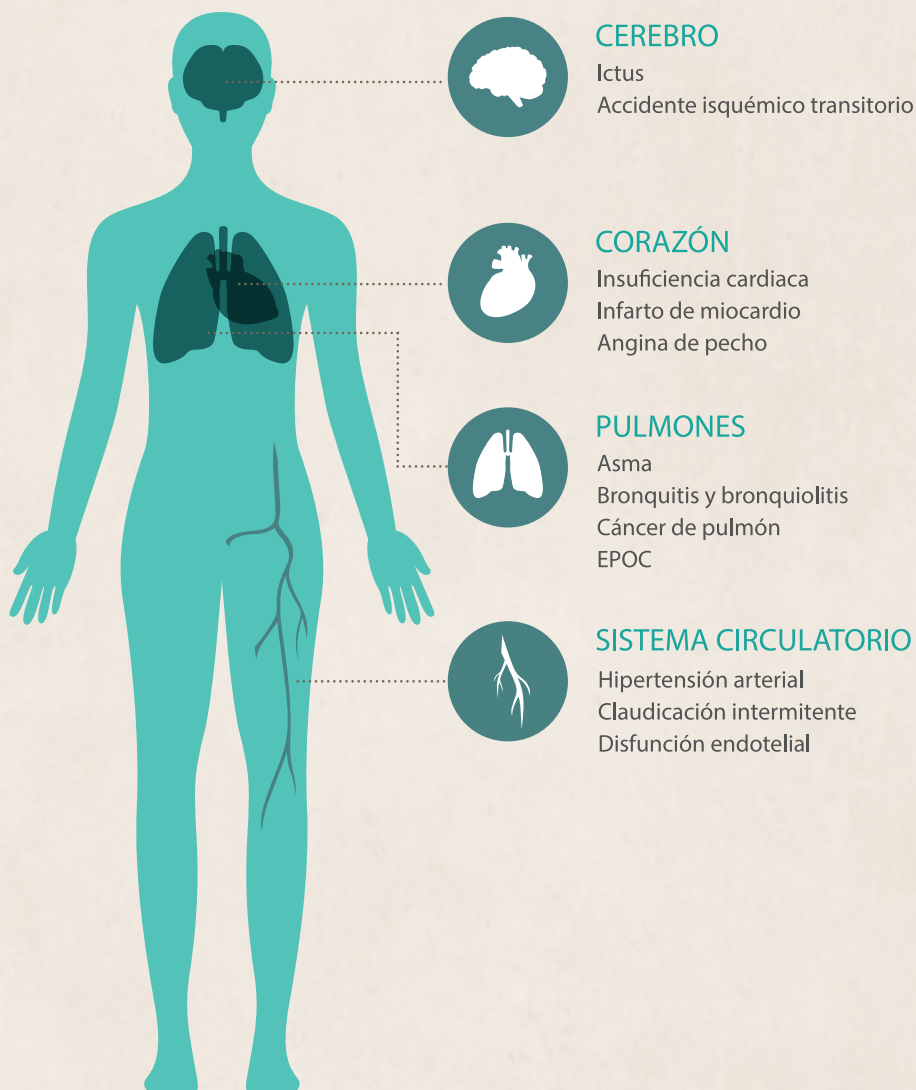 CEREBRO
Ictus
Accidente isquémico transitorio
CORAZÓN
Insuficiencia cardiaca
Infarto de miocardio
Angina de pecho
PULMONES
Asma
Bronquitis y bronquiolitis
Cáncer de pulmón
EPOC
SISTEMA CIRCULATORIO
Hipertensión arterial
Claudicación intermitente
Disfunción endotelial